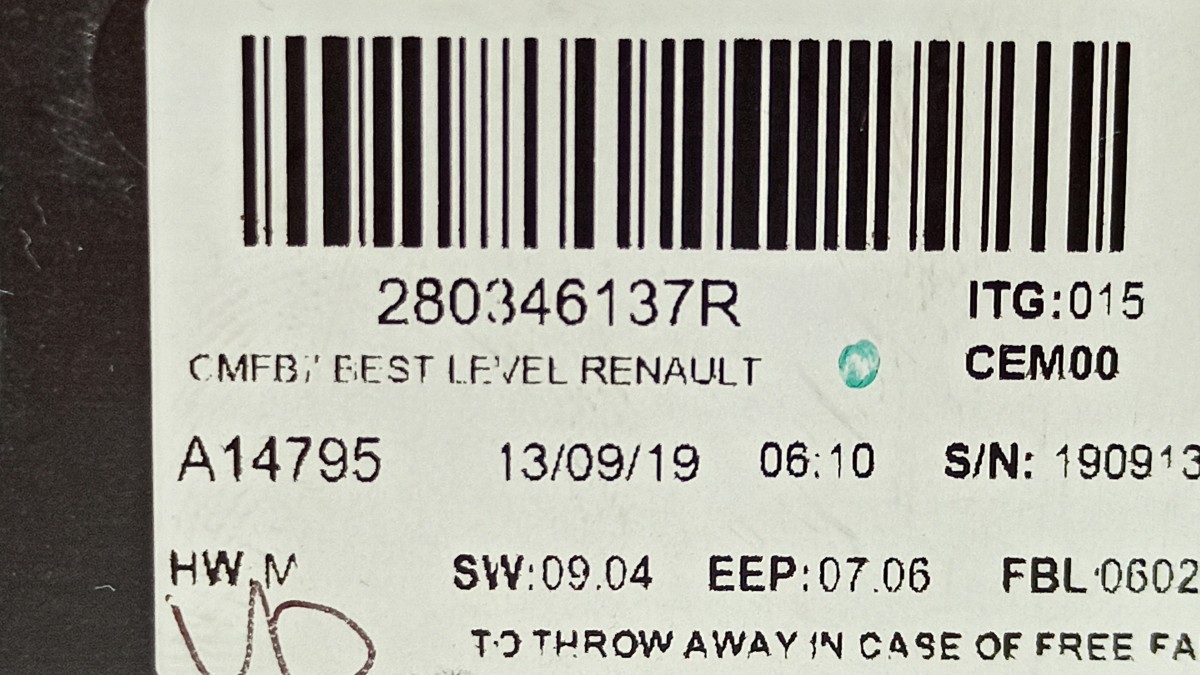 280346137R ITG:015
CMFB/ BEST LEVEL RENAULT CEM00
A14795 13/09/19 06:10 S/N: 190913
HW M SW:09.04 EEP:07.06 FBL:0602
TO THROW AWAY IN CASE OF FREE FA